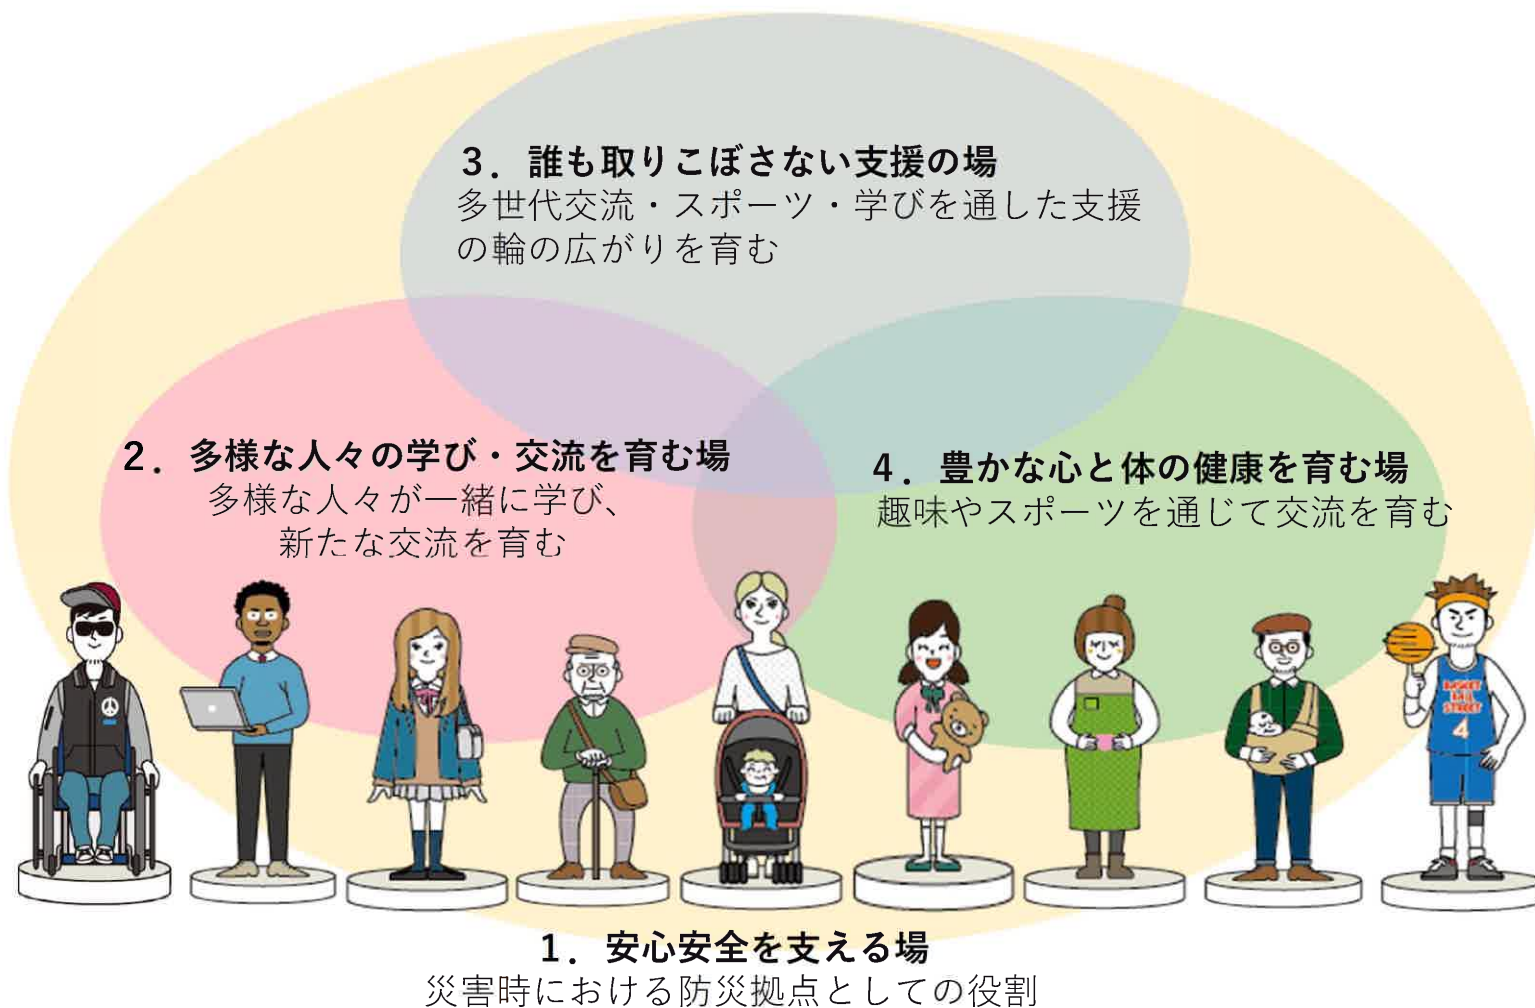 3．誰も取りこぼさない支援の場
多世代交流・スポーツ・学びを通した支援
の輪の広がりを育む
2．多様な人々の学び・交流を育む場
多様な人々が一緒に学び、
新たな交流を育む
4．豊かな心と体の健康を育む場
趣味やスポーツを通じて交流を育む
BASKET
BALL
STREET
4
1．安心安全を支える場
災害時における防災拠点としての役割